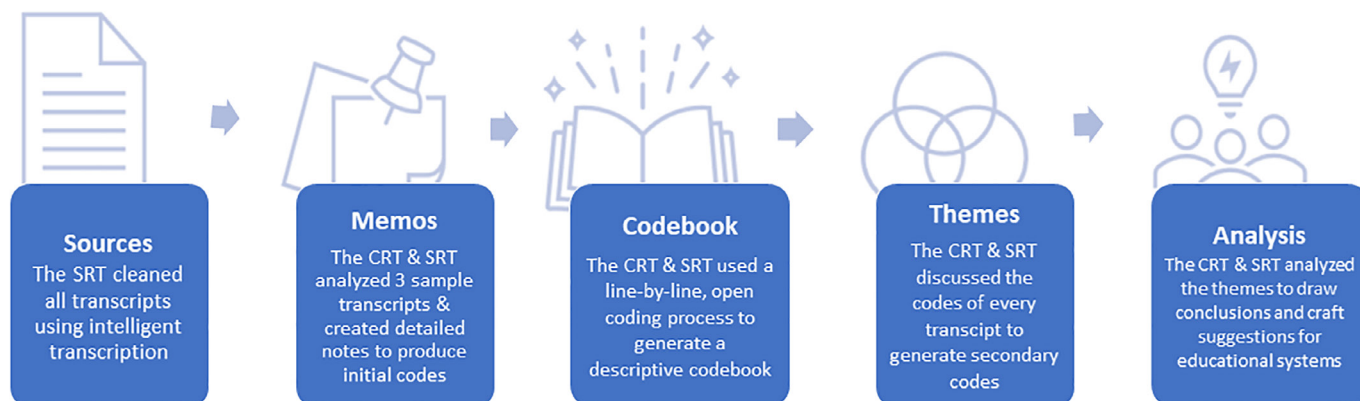 Sources
The SRT cleaned
all transcripts
using intelligent
transcription
Memos
The CRT & SRT
analyzed 3 sample
transcripts &
created detailed
notes to produce
initial codes
Codebook
The CRT & SRT used a
line-by-line, open
coding process to
generate a
descriptive codebook
Themes
The CRT & SRT
discussed the
codes of every
transcipt to
generate secondary
codes
Analysis
The CRT & SRT analyzed
the themes to draw
conclusions and craft
suggestions for
educational systems